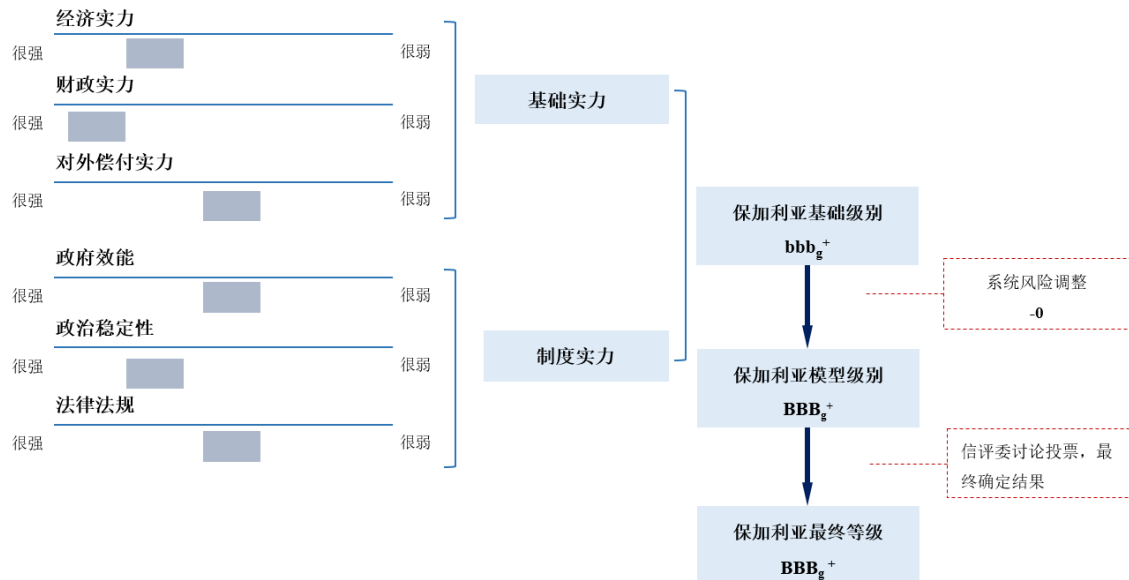 经济实力
很强 很弱
财政实力
很强 很弱
对外偿付实力
很强 很弱
政府效能
很强 很弱
政治稳定性
很强 很弱
法律法规
很强 很弱
基础实力
制度实力
保加利亚基础级别
bbbg+
系统风险调整
-0
保加利亚模型级别
BBBg+
信评委讨论投票，最
终确定结果
保加利亚最终等级
BBBg+